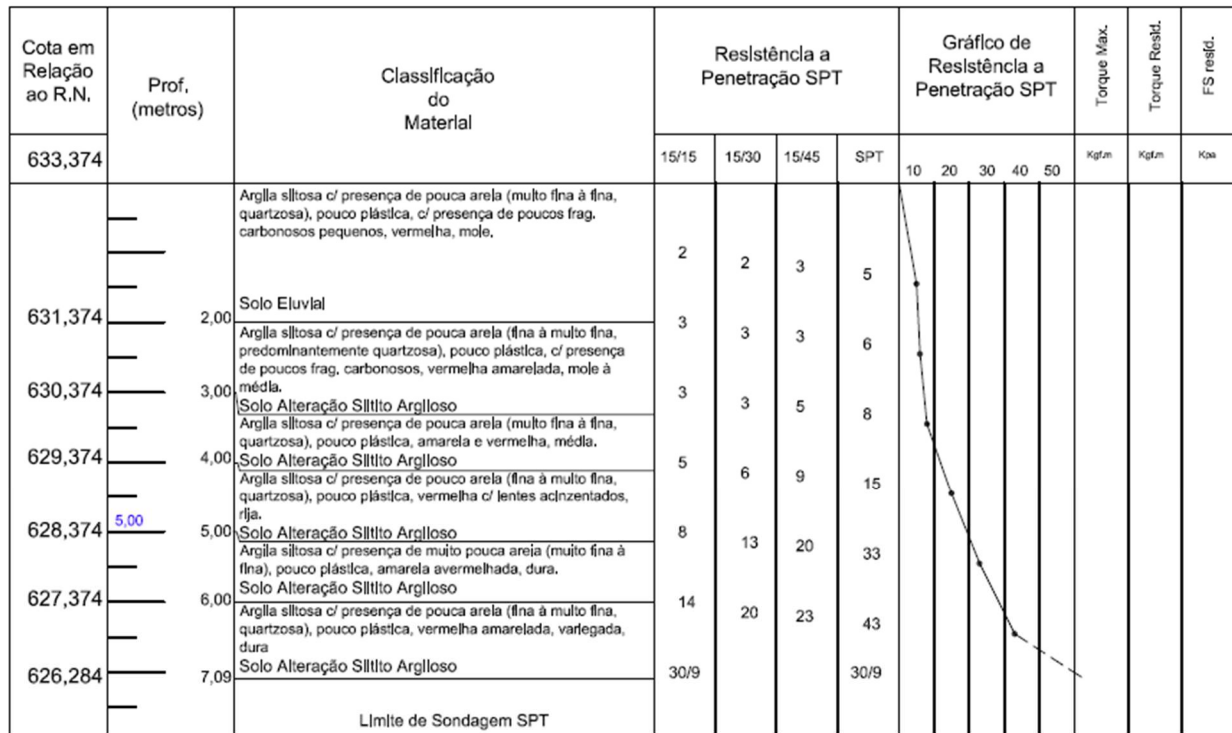 Cota em
Relação
ao R.N.
Prof.
(metros)
Classificação
do
Material
Resistência a
Penetração SPT
Gráfico de
Resistência a
Penetração SPT
Torque Max.
Torque Resid.
FS resid.
633,374
15/15 15/30 15/45 SPT
10 20 30 40 50
Kgf.m Kgf.m Kpa
Argila siltosa c/ presença de pouca areia (muito fina à fina,
quartzosa), pouco plástica, c/ presença de poucos frag.
carbonosos pequenos, vermelha, mole.
2 2 3 5
Solo Eluvial
631,374 2,00
3 3 3 6
Argila siltosa c/ presença de pouca areia (fina à muito fina,
predominantemente quartzosa), pouco plástica, c/ presença
de poucos frag. carbonosos, vermelha amarelada, mole à
média.
630,374 3,00
3 3 5 8
Solo Alteração Siltito Argiloso
Argila siltosa c/ presença de pouca areia (muito fina à fina,
quartzosa), pouco plástica, amarela e vermelha, média.
629,374 4,00
Solo Alteração Siltito Argiloso
5 6 9 15
Argila siltosa c/ presença de pouca areia (fina à muito fina,
quartzosa), pouco plástica, vermelha c/ lentes acinzentados,
rija.
628,374 5,00 5,00
Solo Alteração Siltito Argiloso
8 13 20 33
Argila siltosa c/ presença de muito pouca areia (muito fina à
fina), pouco plástica, amarela avermelhada, dura.
Solo Alteração Siltito Argiloso
627,374 6,00
14 20 23 43
Argila siltosa c/ presença de pouca areia (fina à muito fina,
quartzosa), pouco plástica, vermelha amarelada, variegada,
dura
Solo Alteração Siltito Argiloso
626,284 7,09
30/9 30/9
Limite de Sondagem SPT